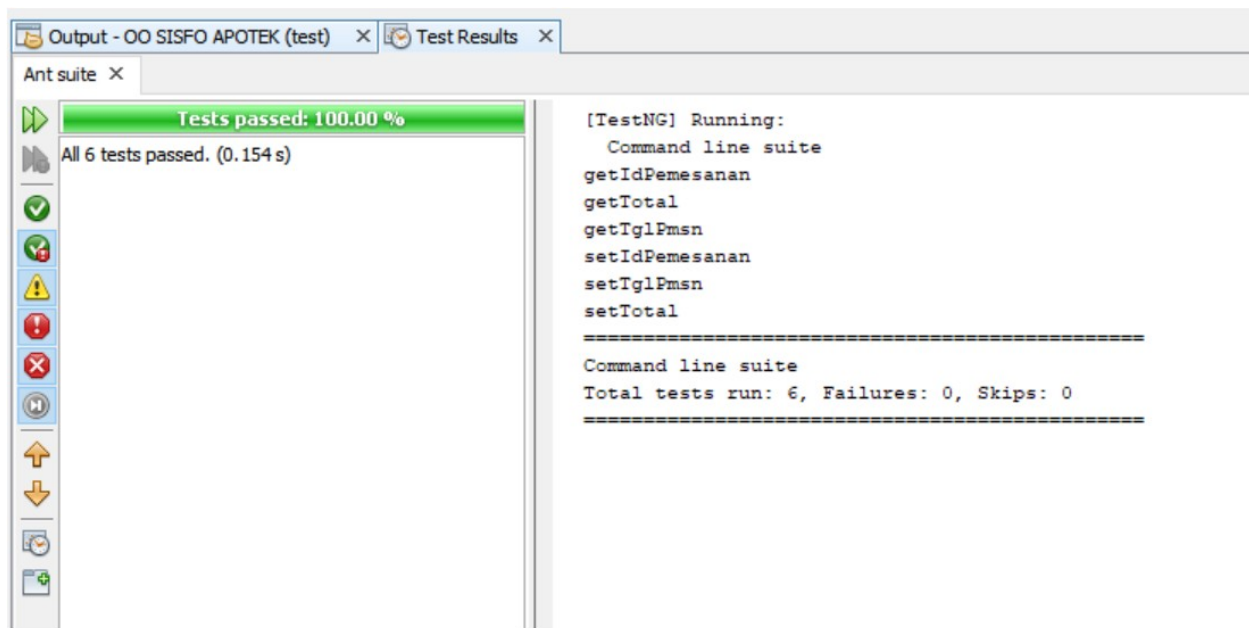 Output - OO SISFO APOTEK (test) Test Results
Ant suite
Tests passed: 100.00 %
All 6 tests passed. (0.154 s)
[TestNG] Running:
Command line suite
getIdPemesanan
getTotal
getTglPmsn
setIdPemesanan
setTglPmsn
setTotal
===============================================
Command line suite
Total tests run: 6, Failures: 0, Skips: 0
===============================================